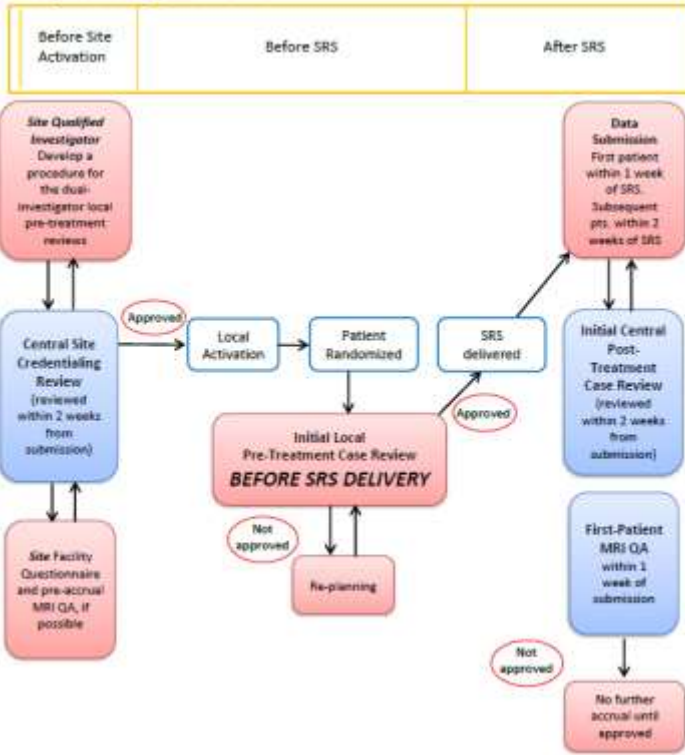 Before Site
Activation
Before SRS
After SRS
Site Qualified
Investigator
Develop a
procedure for
the dual-
investigator local
pre-treatment
reviews
Central Site
Credentialing
Review
(reviewed
within 2 weeks
from
submission)
Site Facility
Questionnaire
and pre-accrual
MRI QA, if
possible
Approved
Local
Activation
Patient
Randomized
Initial Local
Pre-Treatment Case Review
BEFORE SRS DELIVERY
Not
approved
Re-planning
Approved
SRS
delivered
Data
Submission
First patient
within 1 week
of SRS.
Subsequent
pts. within 2
weeks of SRS
Initial Central
Post-
Treatment
Case Review
(reviewed
within 2 weeks
from
submission)
First-Patient
MRI QA
within 1
week of
submission
Not
approved
No further
accrual until
approved